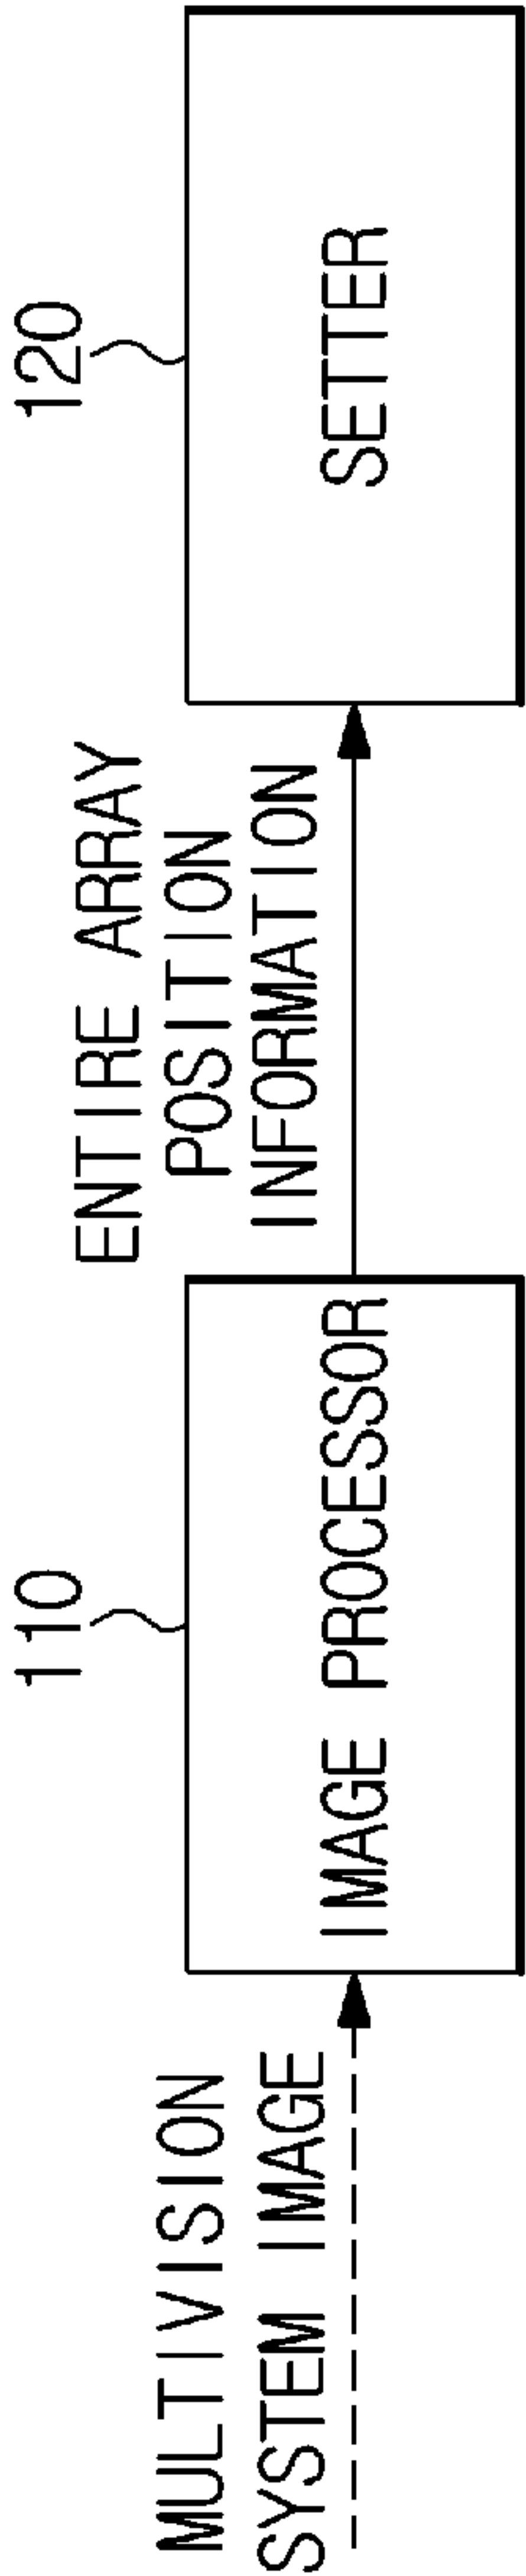 110
120
MULTIVISION
SYSTEM IMAGE
IMAGE PROCESSOR
ENTIRE ARRAY
POSITION
INFORMATION
SETTER